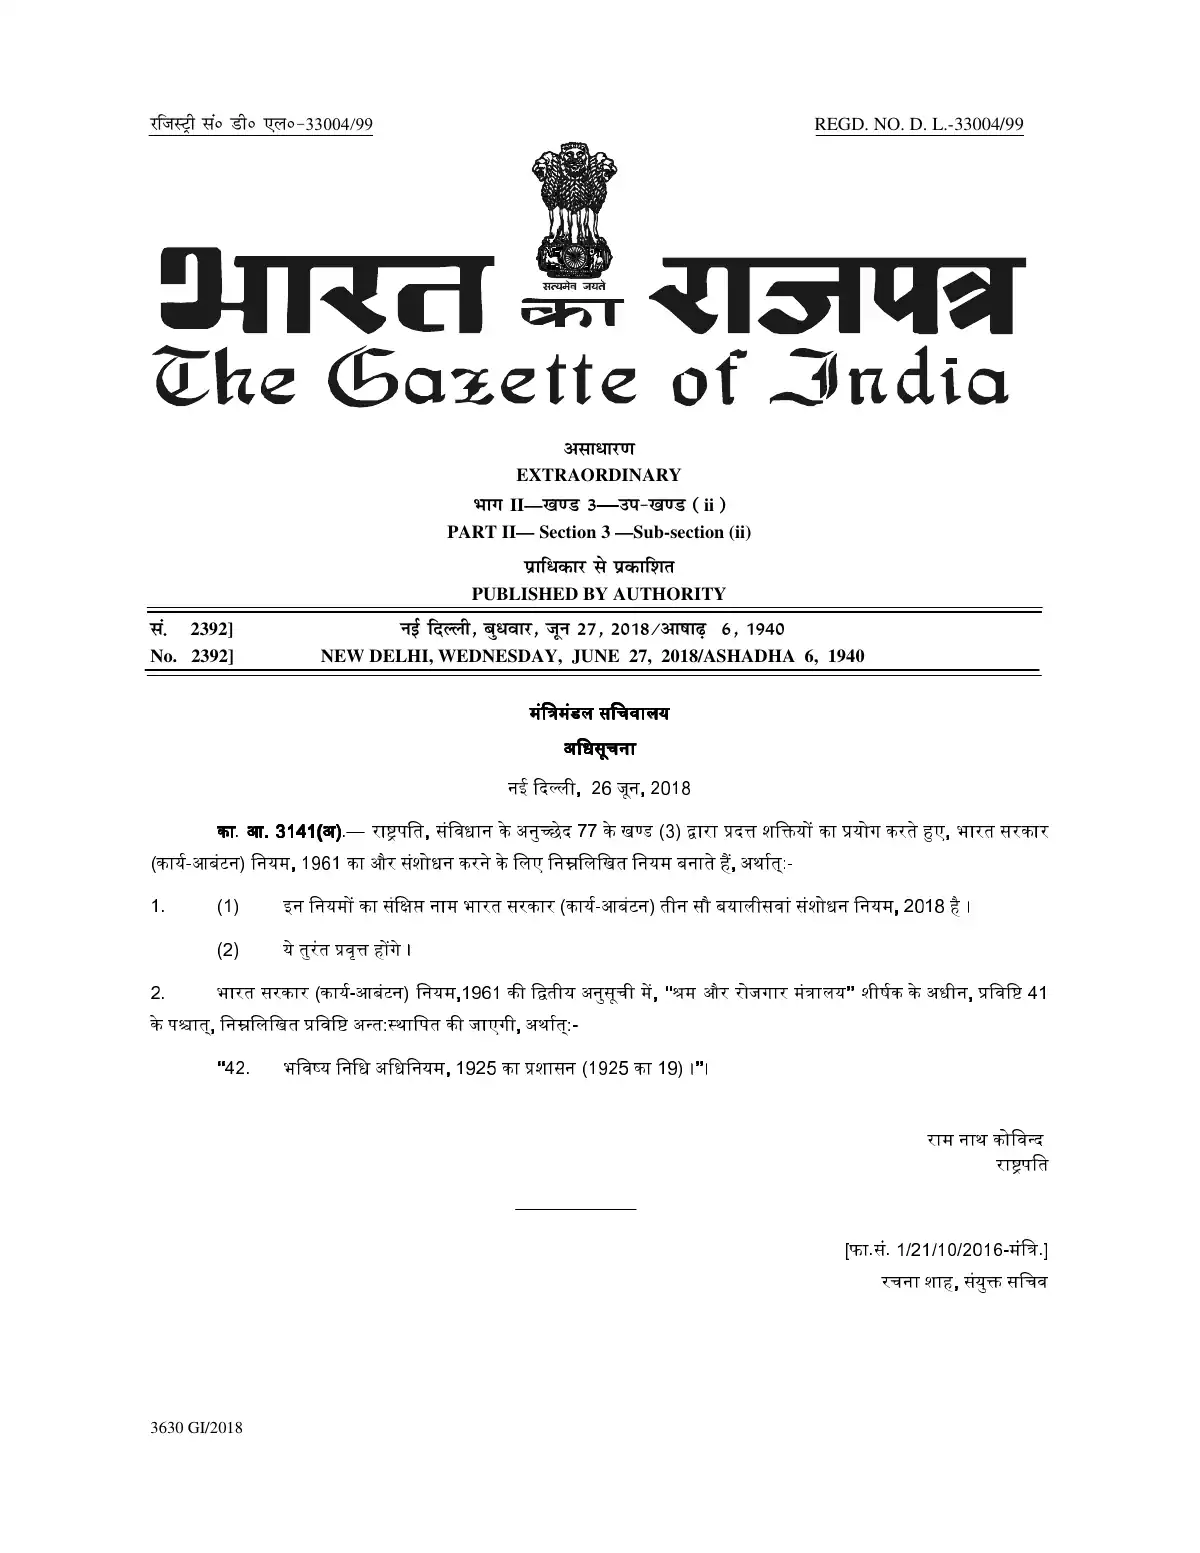 रजिस्ट्री सं० डी० एल०-33004/99
REGD. NO. D. L.-33004/99
सत्यमेव जयते
भारत का राजपत्र
The Gazette of India
असाधारण
EXTRAORDINARY
भाग II—खण्ड 3—उप-खण्ड ( ii )
PART II— Section 3 —Sub-section (ii)
प्राधिकार से प्रकाशित
PUBLISHED BY AUTHORITY
सं. 2392] नई दिल्ली, बुधवार, जून 27, 2018/आषाढ़ 6, 1940
No. 2392] NEW DELHI, WEDNESDAY, JUNE 27, 2018/ASHADHA 6, 1940
मंत्रिमंडल सचिवालय
अधिसूचना
नई दिल्ली, 26 जून, 2018
का. आ. 3141(अ).— राष्ट्रपति, संविधान के अनुच्छेद 77 के खण्ड (3) द्वारा प्रदत्त शक्तियों का प्रयोग करते हुए, भारत सरकार
(कार्य-आबंटन) नियम, 1961 का और संशोधन करने के लिए निम्नलिखित नियम बनाते हैं, अर्थात्:-
1. (1) इन नियमों का संक्षिप्त नाम भारत सरकार (कार्य-आबंटन) तीन सौ बयालीसवां संशोधन नियम, 2018 है ।
(2) ये तुरंत प्रवृत्त होंगे ।
2. भारत सरकार (कार्य-आबंटन) नियम,1961 की द्वितीय अनुसूची में, "श्रम और रोजगार मंत्रालय" शीर्षक के अधीन, प्रविष्टि 41
के पश्चात्, निम्नलिखित प्रविष्टि अन्त:स्थापित की जाएगी, अर्थात्:-
"42. भविष्य निधि अधिनियम, 1925 का प्रशासन (1925 का 19) ।"।
राम नाथ कोविन्द
राष्ट्रपति
[फा.सं. 1/21/10/2016-मंत्रि.]
रचना शाह, संयुक्त सचिव
3630 GI/2018